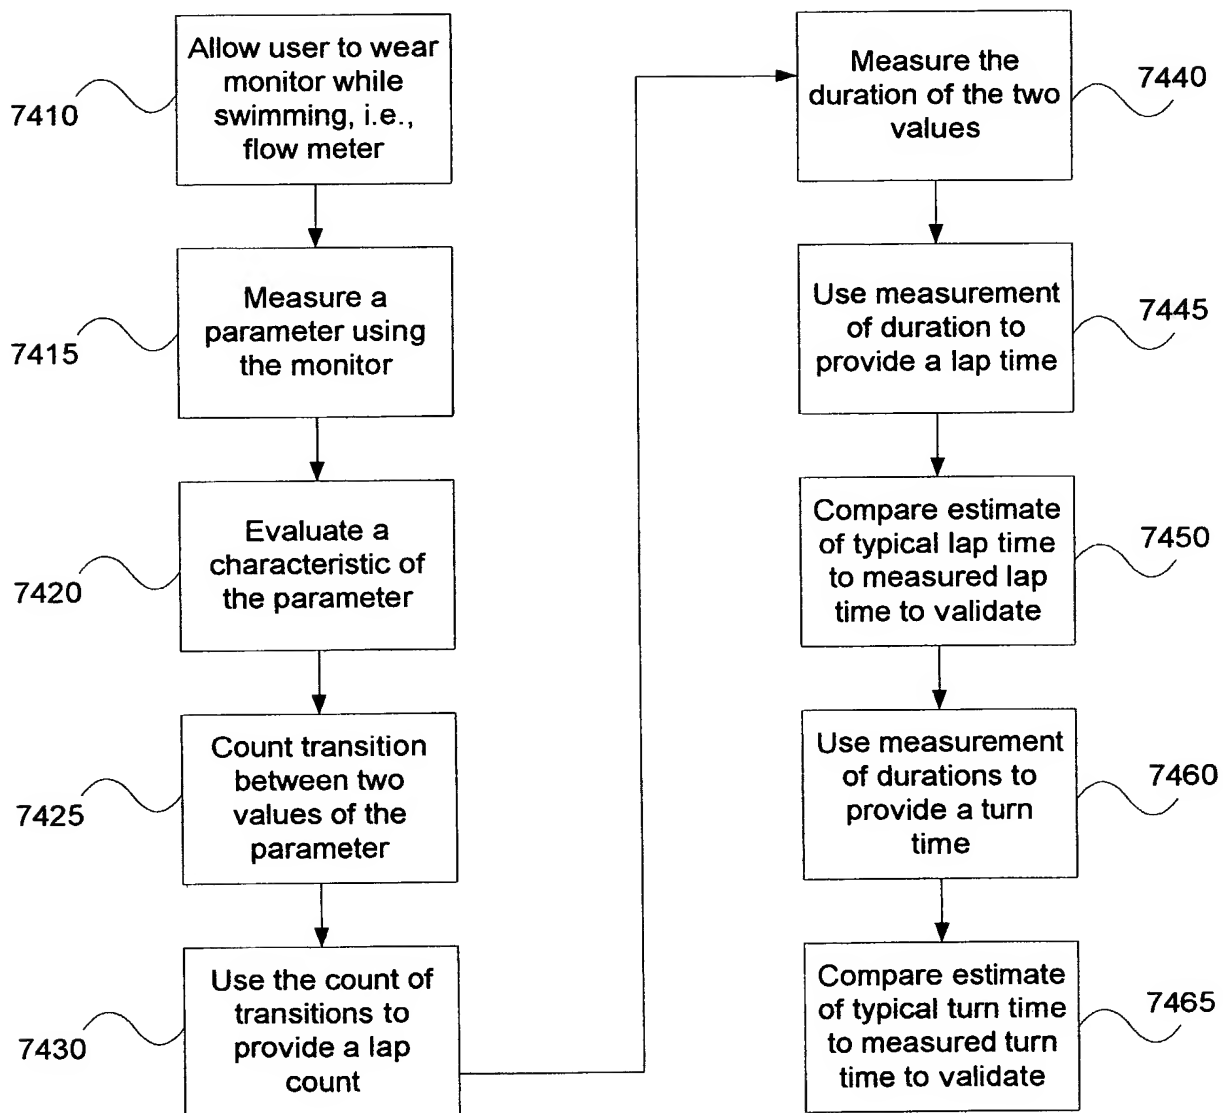 Allow user to wear
monitor while
swimming, i.e.,
flow meter
7410
Measure a
parameter using
the monitor
7415
Evaluate a
characteristic of
the parameter
7420
Count transition
between two
values of the
parameter
7425
Use the count of
transitions to
provide a lap
count
7430
Measure the
duration of the two
values
7440
Use measurement
of duration to
provide a lap time
7445
Compare estimate
of typical lap time
to measured lap
time to validate
7450
Use measurement
of durations to
provide a turn
time
7460
Compare estimate
of typical turn time
to measured turn
time to validate
7465